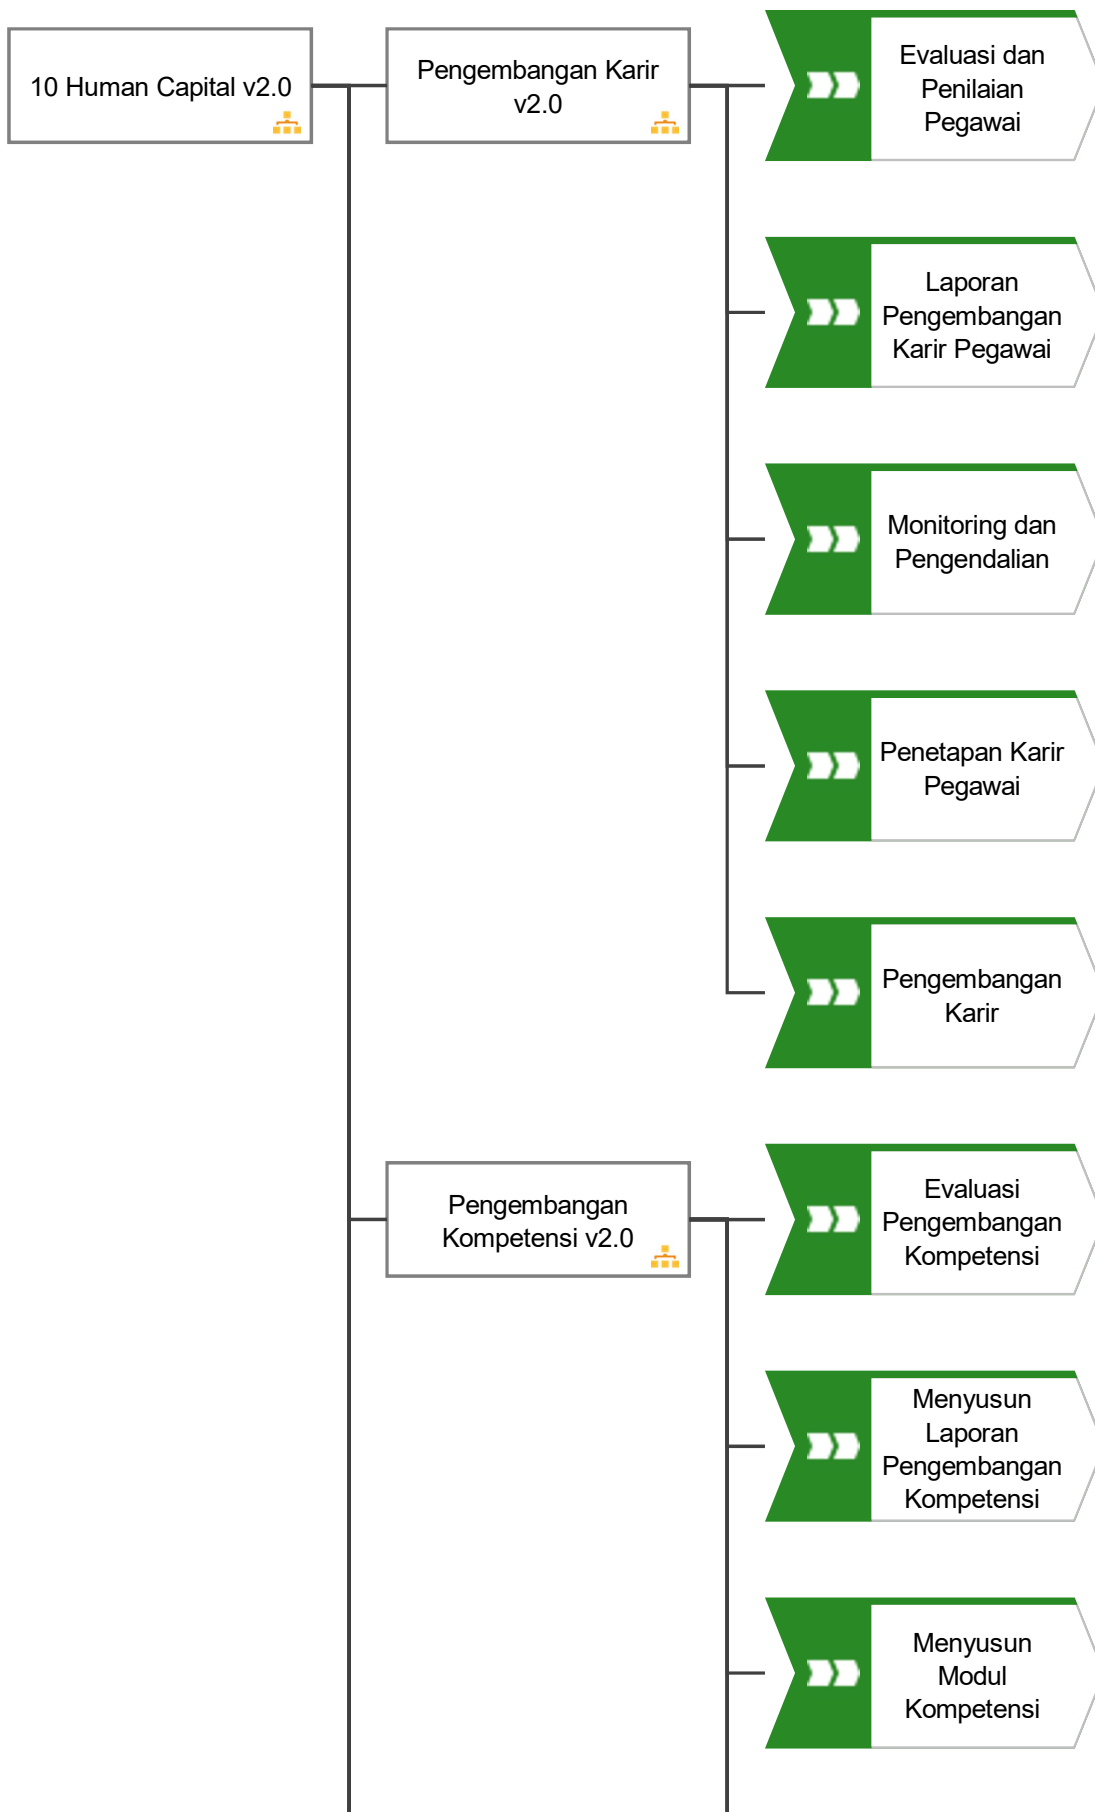 10 Human Capital v2.0
Pengembangan Karir
v2.0
Evaluasi dan
Penilaian
Pegawai
Laporan
Pengembangan
Karir Pegawai
Monitoring dan
Pengendalian
Penetapan Karir
Pegawai
Pengembangan
Karir
Pengembangan
Kompetensi v2.0
Evaluasi
Pengembangan
Kompetensi
Menyusun
Laporan
Pengembangan
Kompetensi
Menyusun
Modul
Kompetensi